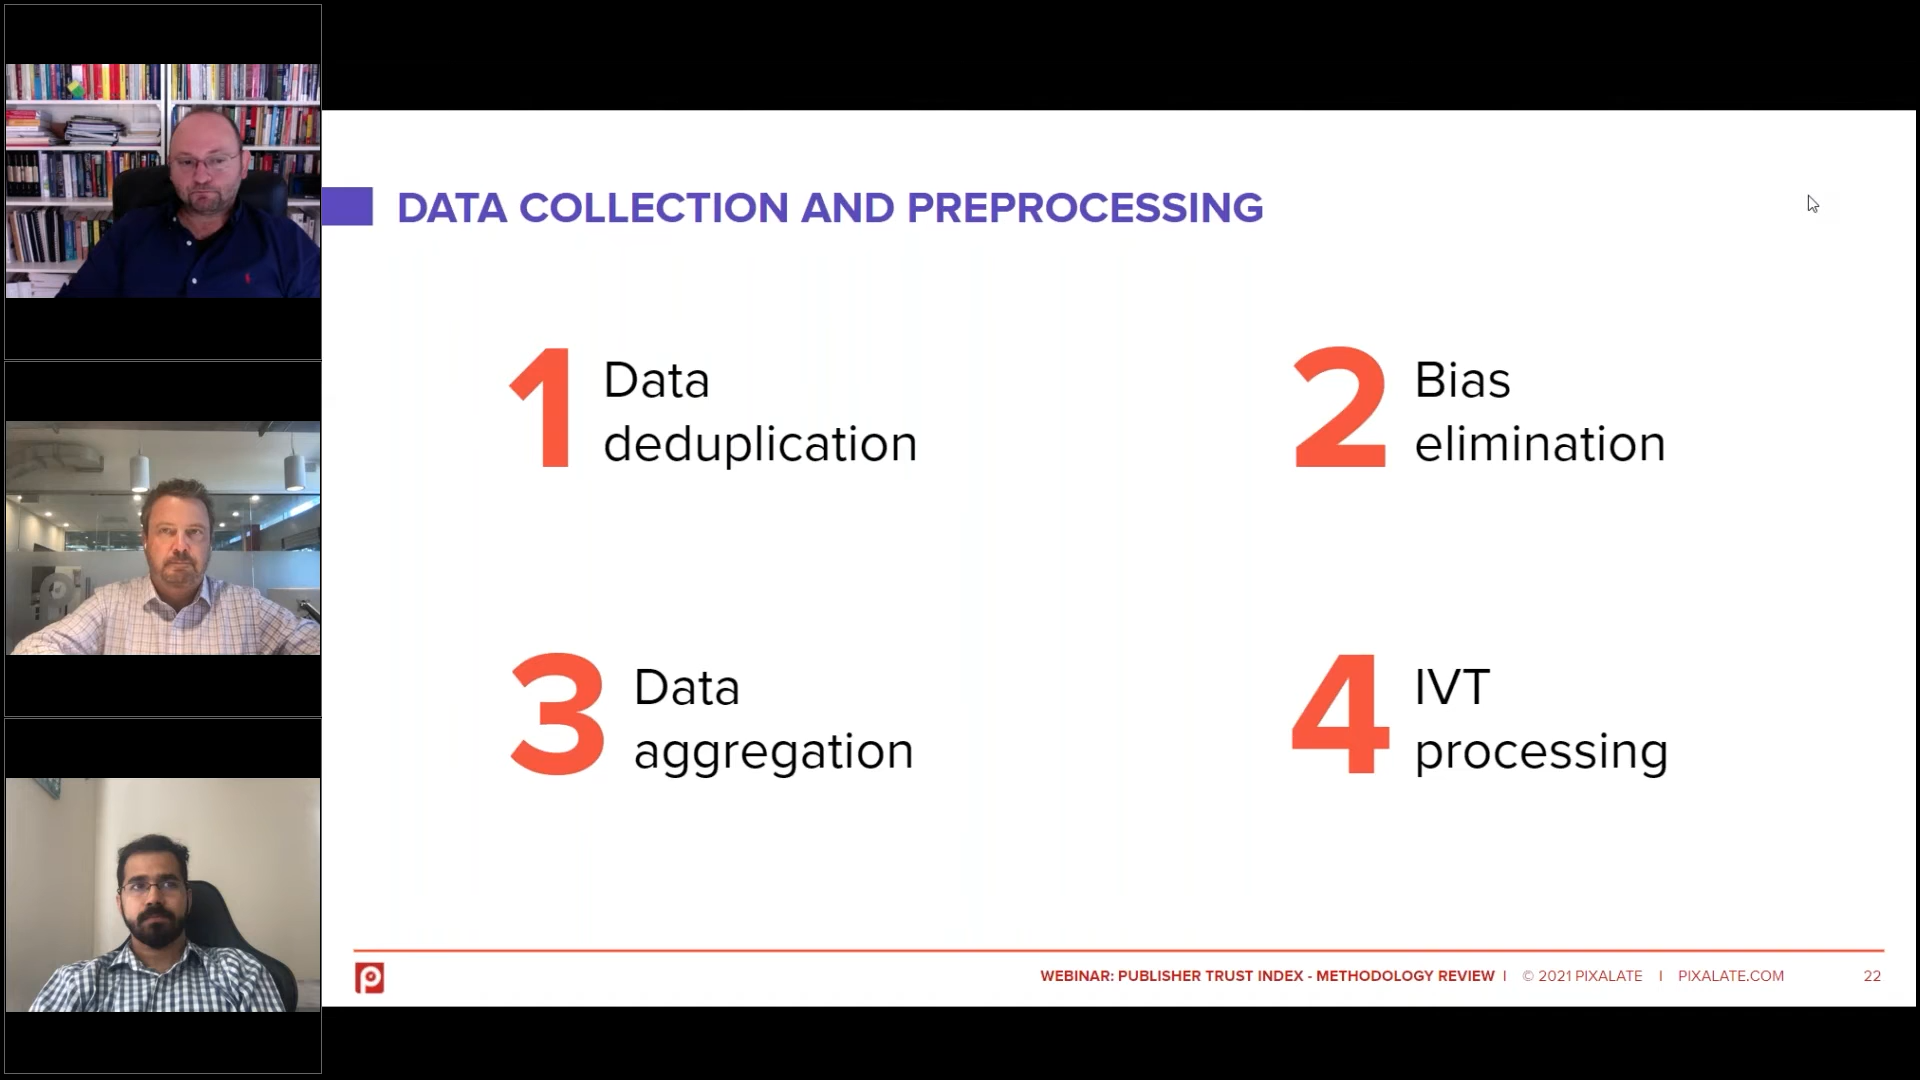 DATA COLLECTION AND PREPROCESSING
1
Data
deduplication
2
Bias
elimination
3
Data
aggregation
4
IVT
processing
WEBINAR: PUBLISHER TRUST INDEX - METHODOLOGY REVIEW I © 2021 PIXALATE I PIXALATE.COM 22